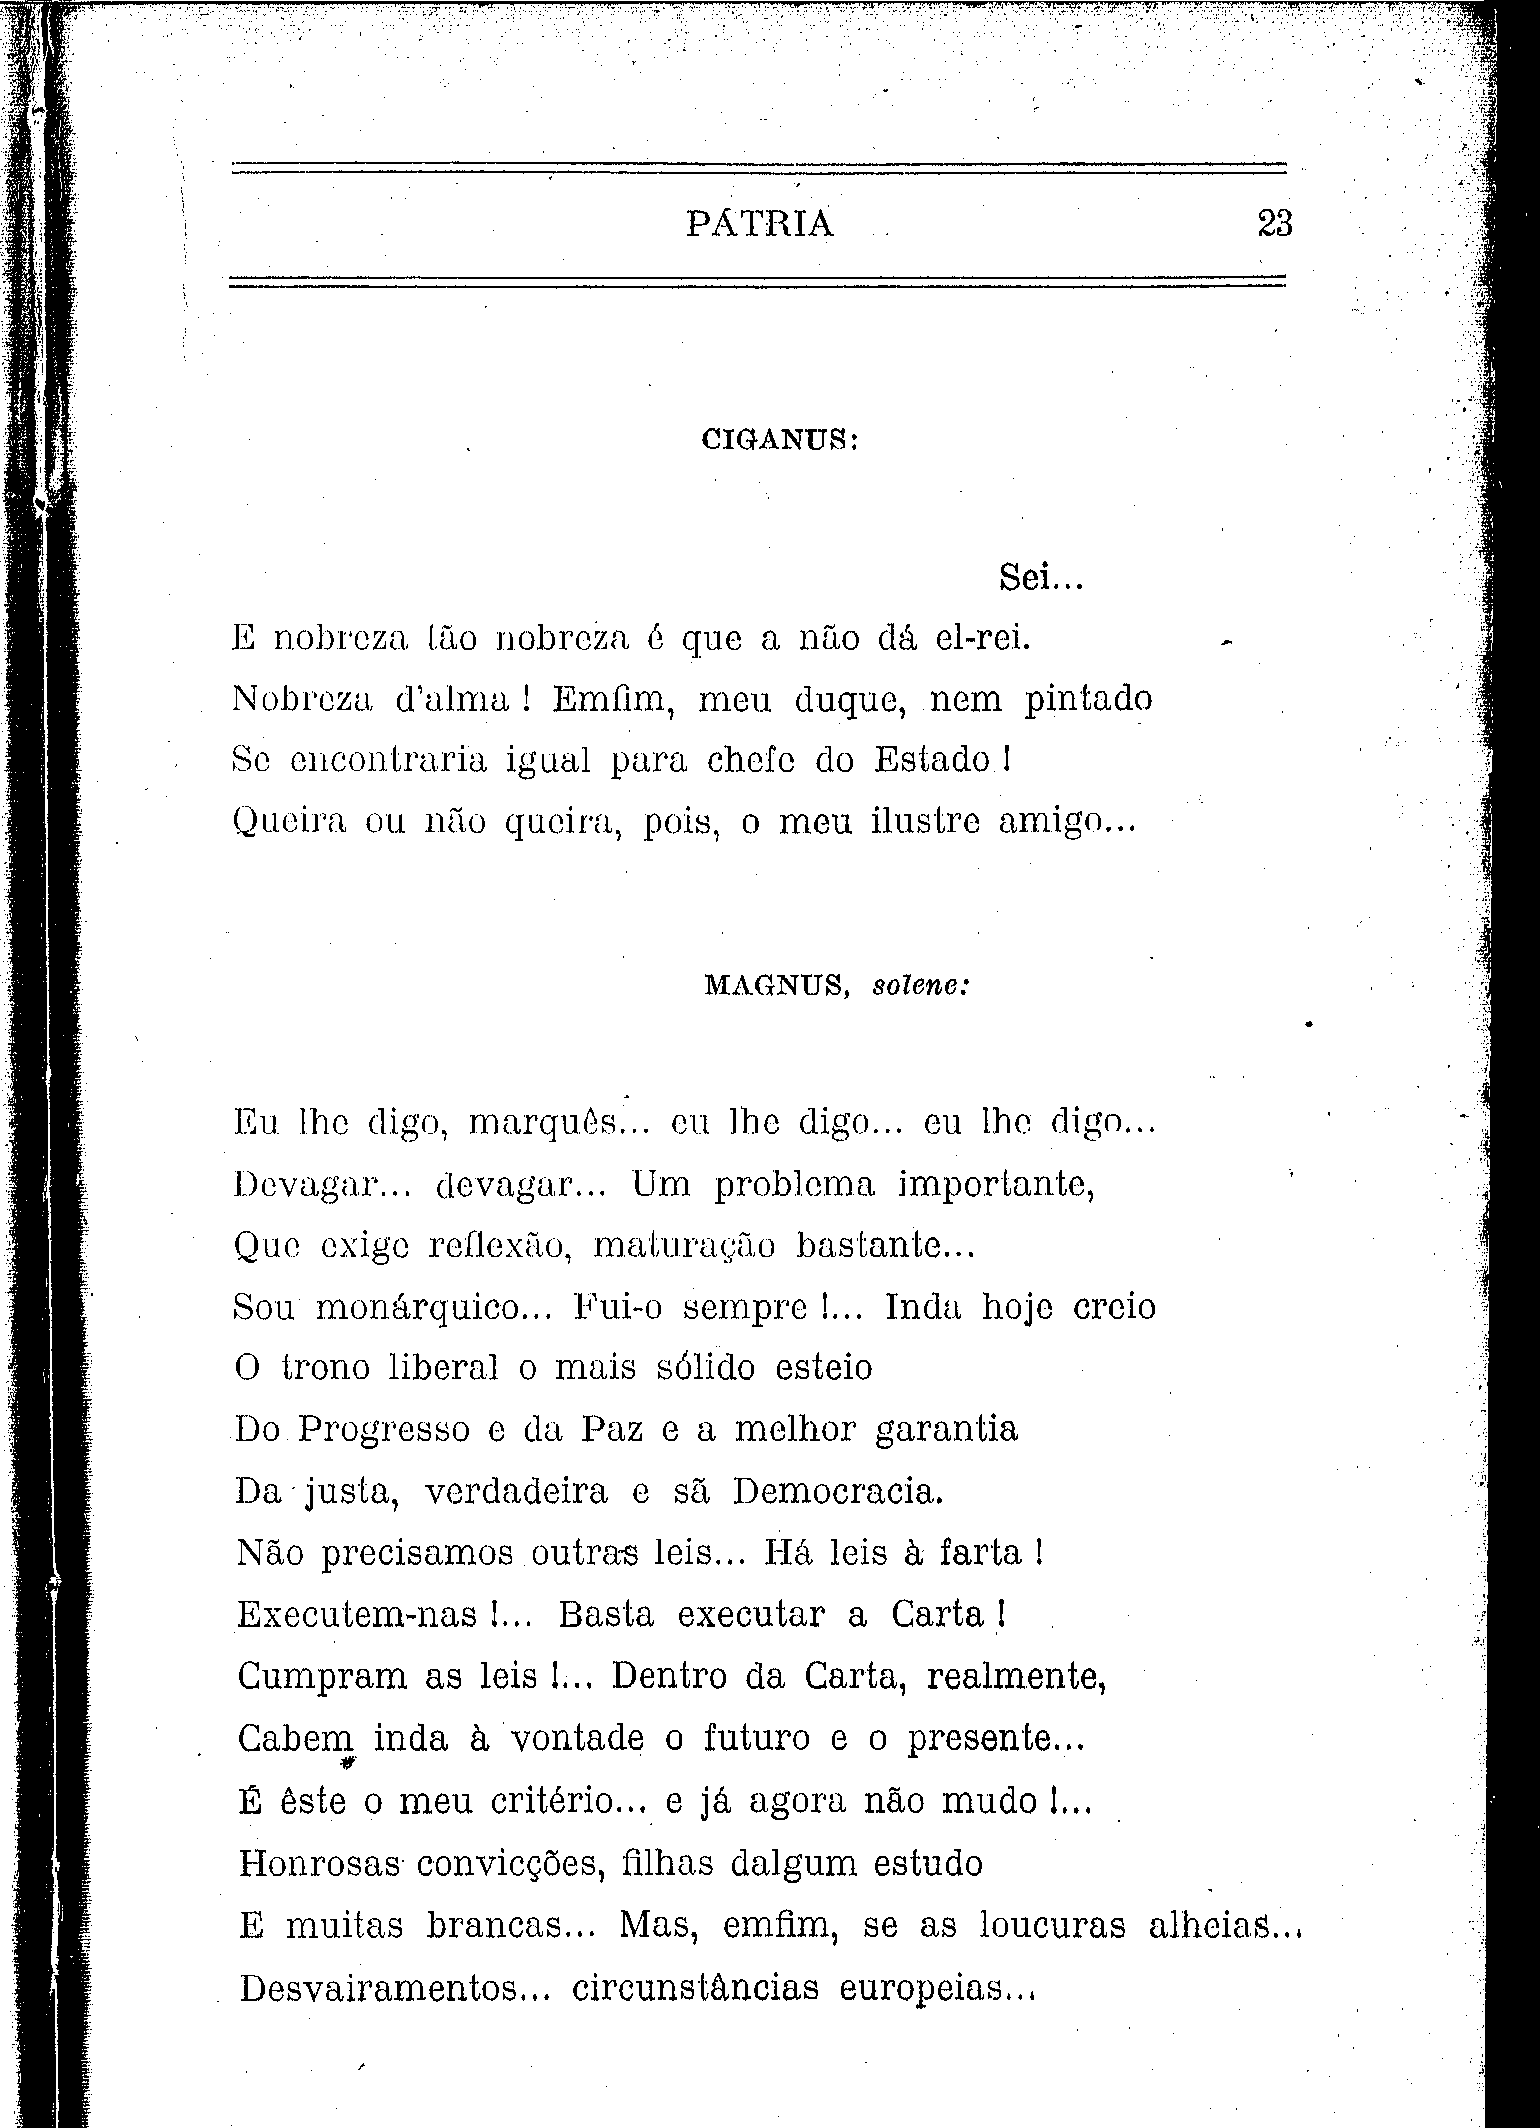 PÁTRIA 23
CIGANUS:
Sei...
E nobreza tão nobreza é que a não dá el-rei.
Nobreza d'alma ! Emfim, meu duque, nem pintado
Se encontraria igual para chefe do Estado !
Queira ou não queira, pois, o meu ilustre amigo...
MAGNUS, solene:
Eu lhe digo, marquês... eu lhe digo... eu lhe digo...
Devagar... devagar... Um problema importante,
Que exige reflexão, maturação bastante...
Sou monárquico... Fui-o sempre !... Inda hoje creio
O trono liberal o mais sólido esteio
Do Progresso e da Paz e a melhor garantia
Da justa, verdadeira e sã Democracia.
Não precisamos outras leis... Há leis à farta !
Executem-nas !... Basta executar a Carta !
Cumpram as leis !... Dentro da Carta, realmente,
Cabem inda à vontade o futuro e o presente...
É êste o meu critério... e já agora não mudo !...
Honrosas convicções, filhas dalgum estudo
E muitas brancas... Mas, emfim, se as loucuras alheias...
Desvairamentos... circunstâncias europeias...